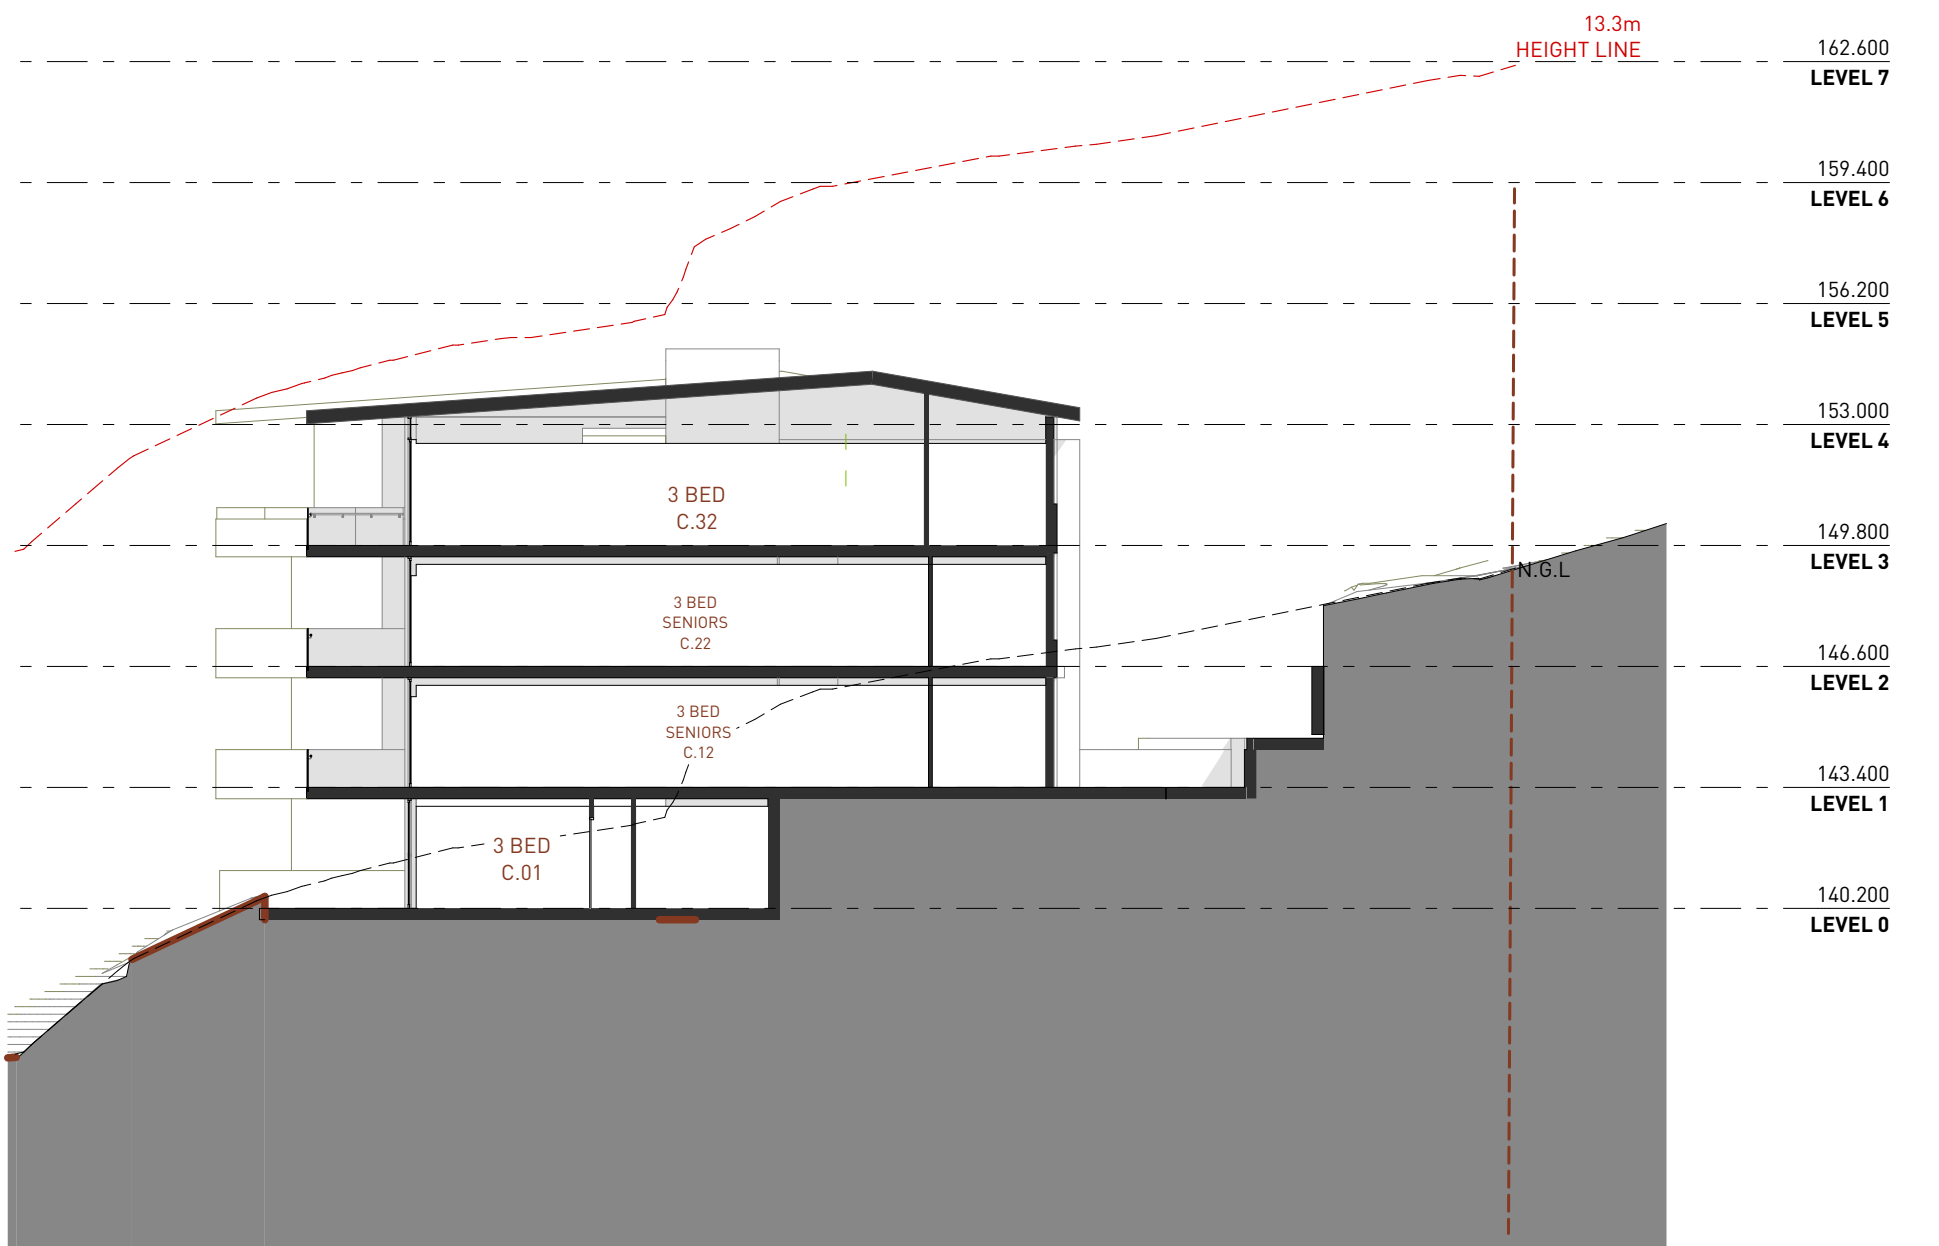 13.3m
HEIGHT LINE
162.600
LEVEL 7
159.400
LEVEL 6
156.200
LEVEL 5
153.000
LEVEL 4
3 BED
C.32
149.800
LEVEL 3
N.G.L
3 BED
SENIORS
C.22
146.600
LEVEL 2
3 BED
SENIORS
C.12
143.400
LEVEL 1
3 BED
C.01
140.200
LEVEL 0